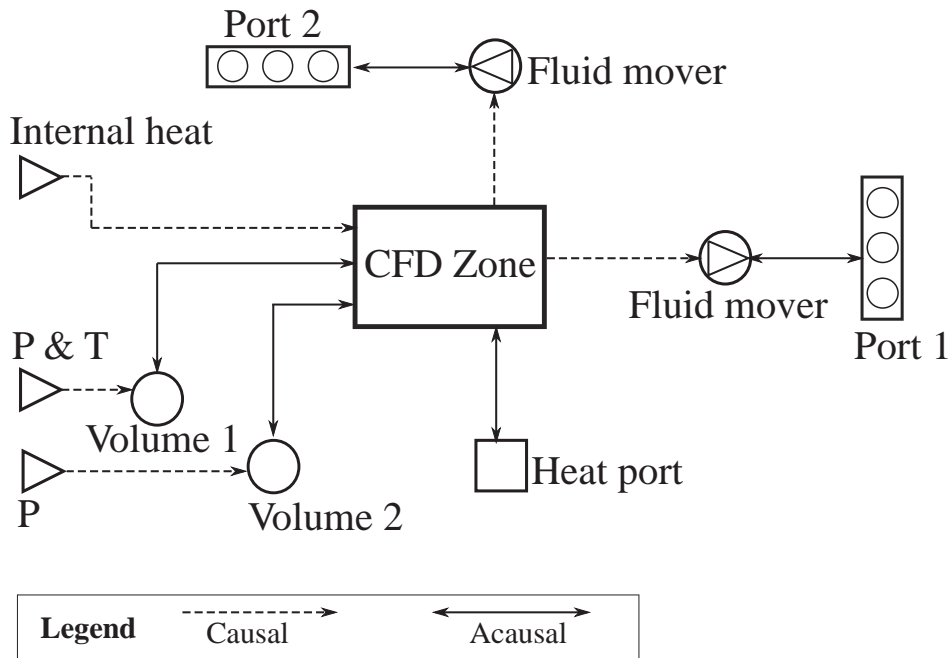 Port 2
Fluid mover
Internal heat
CFD Zone
Fluid mover
Port 1
P & T
Volume 1
Heat port
P
Volume 2
Legend
Causal
Acausal